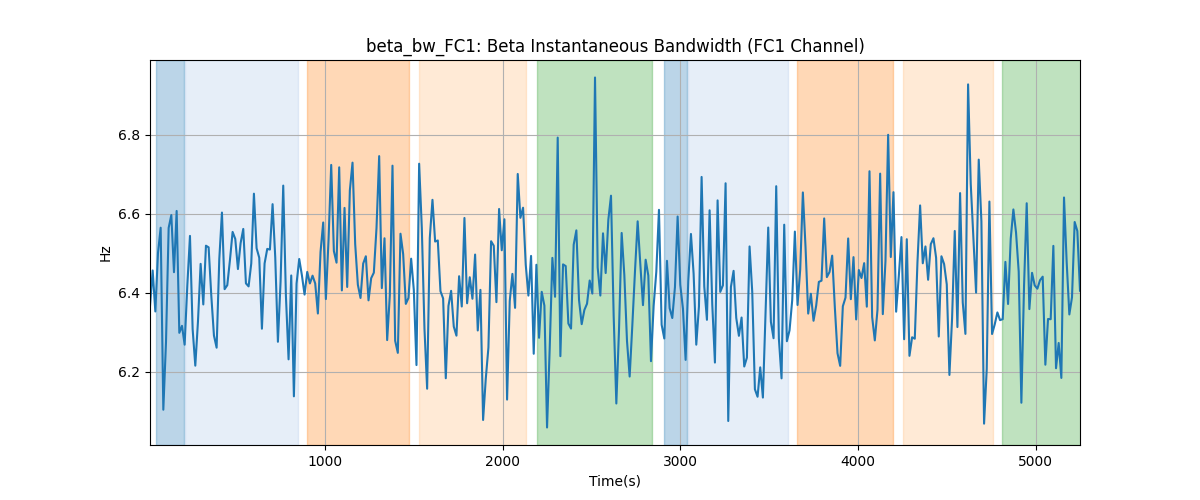 beta_bw_FC1: Beta Instantaneous Bandwidth (FC1 Channel)
Hz
6.8
6.6
6.4
6.2
1000 2000 3000 4000 5000
Time(s)